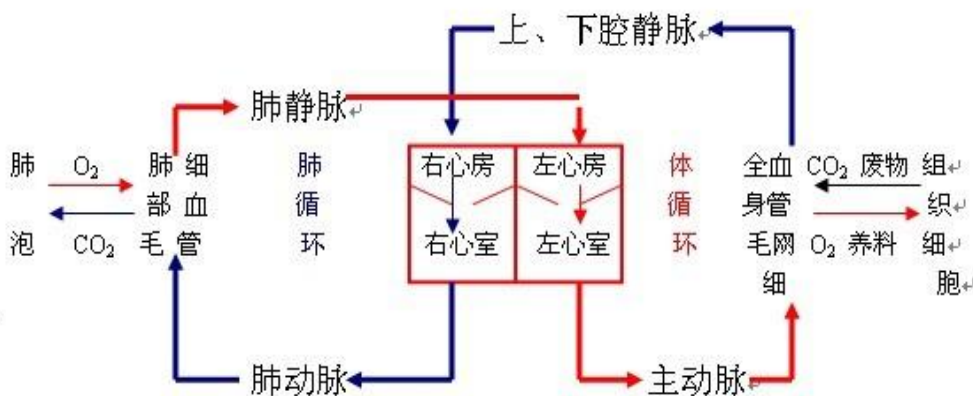 上、下腔静脉
肺静脉
肺 O₂ 肺 细 肺 右心房 左心房 体 全血 CO₂ 废物 组
部 血 循 循 身管 织
泡 CO₂ 毛 管 环 右心室 左心室 环 毛网 O₂ 养料 细
细 胞
肺动脉 主动脉